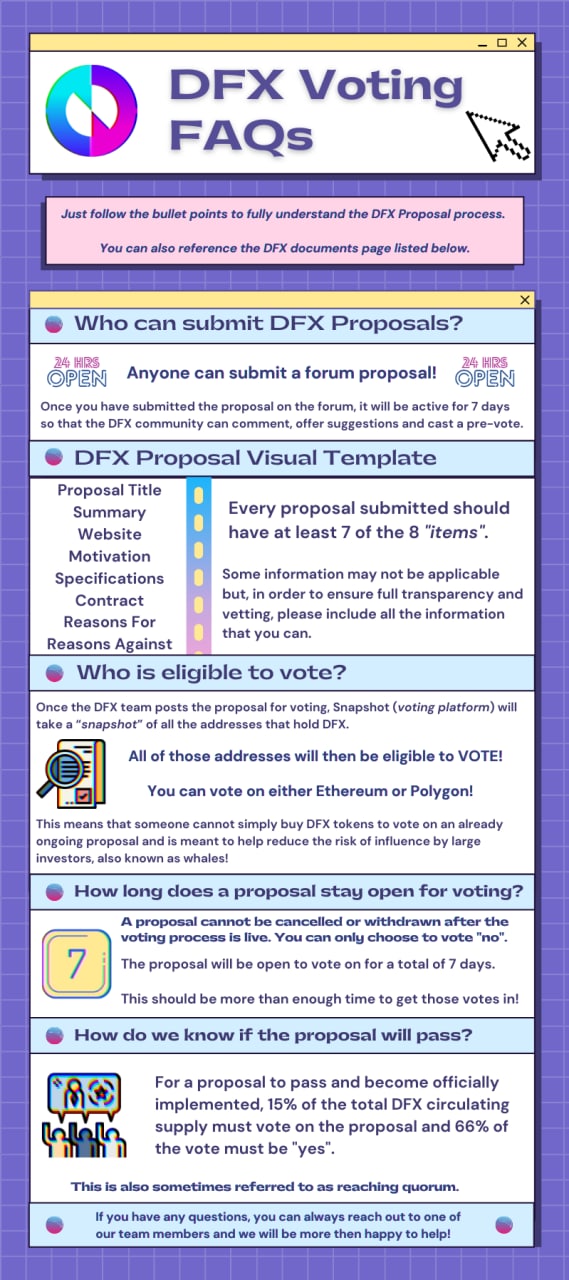 DFX Voting
FAQs
Just follow the bullet points to fully understand the DFX Proposal process.
You can also reference the DFX documents page listed below.
Who can submit DFX Proposals?
24 HRS
OPEN
Anyone can submit a forum proposal!
24 HRS
OPEN
Once you have submitted the proposal on the forum, it will be active for 7 days
so that the DFX community can comment, offer suggestions and cast a pre-vote.
DFX Proposal Visual Template
Proposal Title
Summary
Website
Motivation
Specifications
Contract
Reasons For
Reasons Against
Every proposal submitted should
have at least 7 of the 8 "items".
Some information may not be applicable
but, in order to ensure full transparency and
vetting, please include all the information
that you can.
Who is eligible to vote?
Once the DFX team posts the proposal for voting, Snapshot (voting platform) will
take a “snapshot” of all the addresses that hold DFX.
All of those addresses will then be eligible to VOTE!
You can vote on either Ethereum or Polygon!
This means that someone cannot simply buy DFX tokens to vote on an already
ongoing proposal and is meant to help reduce the risk of influence by large
investors, also known as whales!
How long does a proposal stay open for voting?
7
A proposal cannot be cancelled or withdrawn after the
voting process is live. You can only choose to vote "no".
The proposal will be open to vote on for a total of 7 days.
This should be more than enough time to get those votes in!
How do we know if the proposal will pass?
For a proposal to pass and become officially
implemented, 15% of the total DFX circulating
supply must vote on the proposal and 66% of
the vote must be "yes".
This is also sometimes referred to as reaching quorum.
If you have any questions, you can always reach out to one of
our team members and we will be more then happy to help!